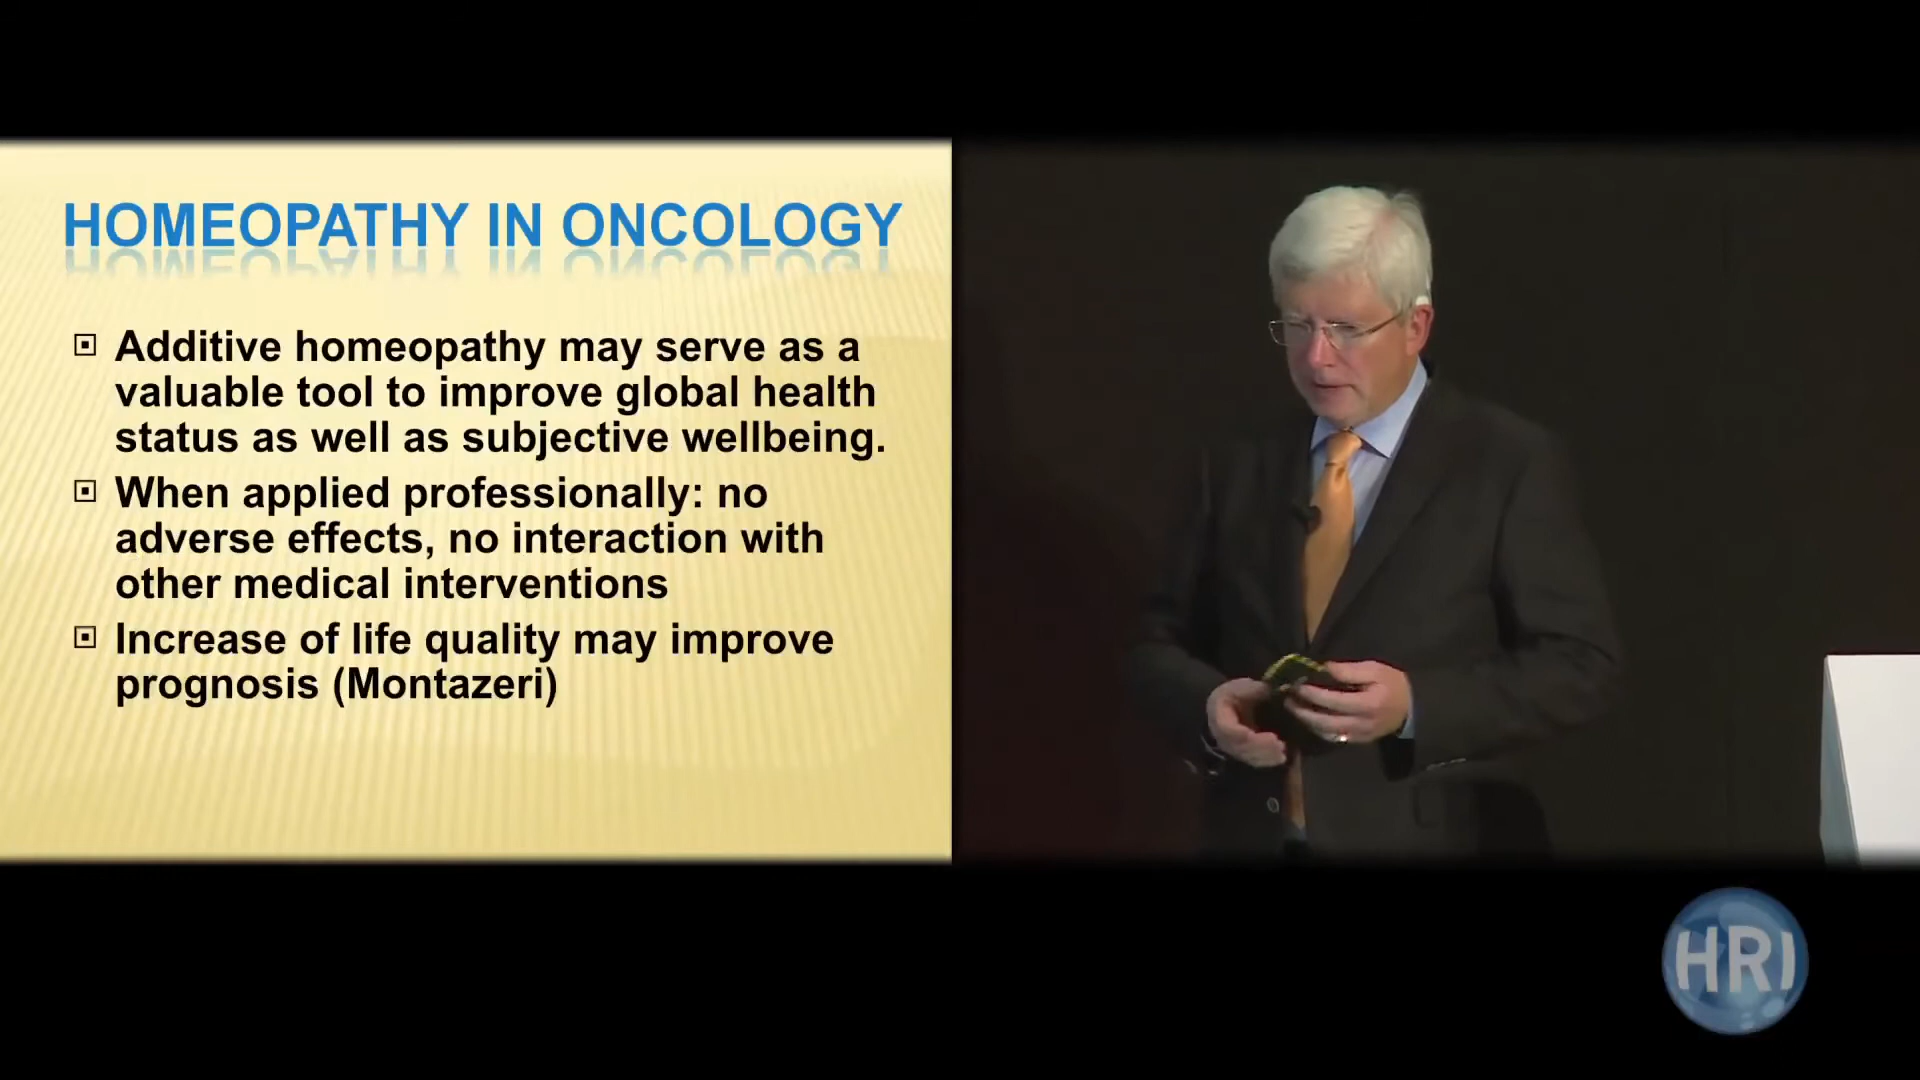 HOMEOPATHY IN ONCOLOGY
Additive homeopathy may serve as a
valuable tool to improve global health
status as well as subjective wellbeing.
When applied professionally: no
adverse effects, no interaction with
other medical interventions
Increase of life quality may improve
prognosis (Montazeri)
HRI